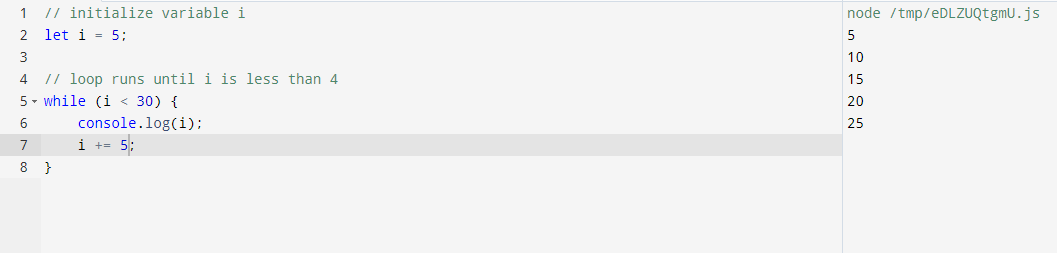 1 // initialize variable i
2 let i = 5;
3
4 // loop runs until i is less than 4
5 while (i < 30) {
6     console.log(i);
7     i += 5;
8 }
node /tmp/eDLZUQtgmU.js
5
10
15
20
25